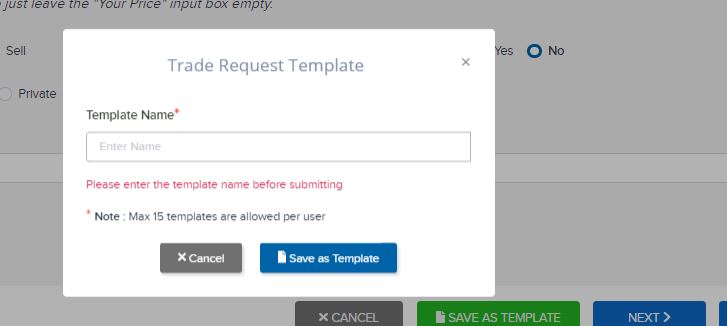 just leave the "Your Price" input box empty.
Sell
Yes
No
Private
Trade Request Template
×
Template Name*
Enter Name
Please enter the template name before submitting
* Note : Max 15 templates are allowed per user
Cancel
Save as Template
CANCEL
SAVE AS TEMPLATE
NEXT >